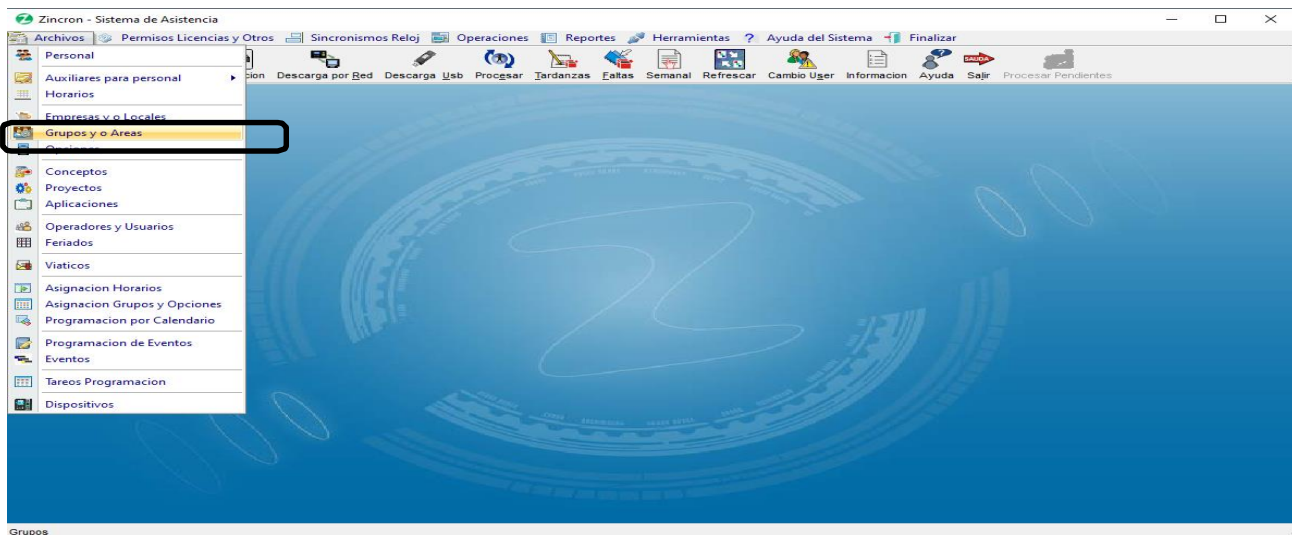 Zincron - Sistema de Asistencia
Archivos Permisos Licencias y Otros Sincronismos Reloj Operaciones Reportes Herramientas ? Ayuda del Sistema Finalizar
cion Descarga por Red Descarga Usb Procesar Tardanzas Faltas Semanal Refrescar Cambio User Informacion Ayuda Salir Procesar Pendientes
SALIDA
Personal
Auxiliares para personal
Horarios
Empresas y o Locales
Grupos y o Areas
Opciones
Conceptos
Proyectos
Aplicaciones
Operadores y Usuarios
Feriados
Viaticos
Asignacion Horarios
Asignacion Grupos y Opciones
Programacion por Calendario
Programacion de Eventos
Eventos
Tareos Programacion
Dispositivos
Grupos